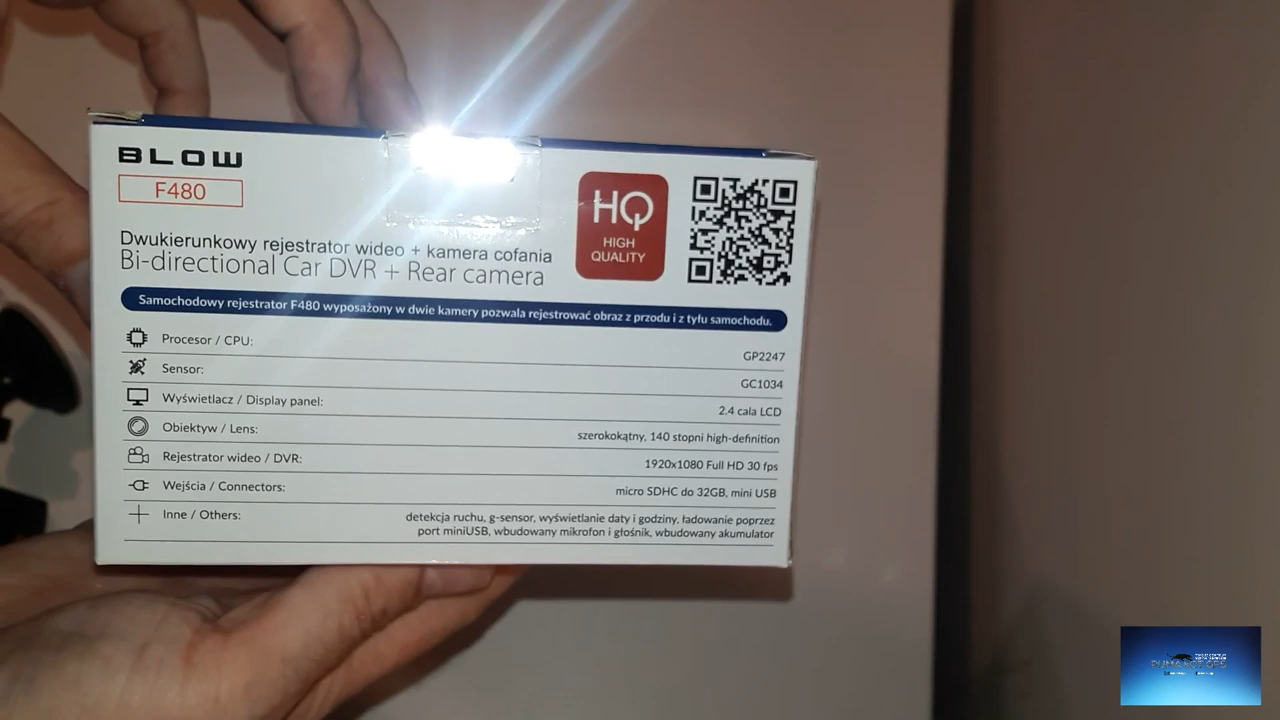 BLOW
F480
HQ
HIGH
QUALITY
Dwukierunkowy rejestrator wideo + kamera cofania
Bi-directional Car DVR + Rear camera
Samochodowy rejestrator F480 wyposażony w dwie kamery pozwala rejestrować obraz z przodu i z tyłu samochodu.
Procesor / CPU: GP2247
Sensor: GC1034
Wyświetlacz / Display panel: 2.4 cala LCD
Obiektyw / Lens: szerokokątny, 140 stopni high-definition
Rejestrator wideo / DVR: 1920x1080 Full HD 30 fps
Wejścia / Connectors: micro SDHC do 32GB, mini USB
Inne / Others: detekcja ruchu, g-sensor, wyświetlanie daty i godziny, ładowanie poprzez
port miniUSB, wbudowany mikrofon i głośnik, wbudowany akumulator